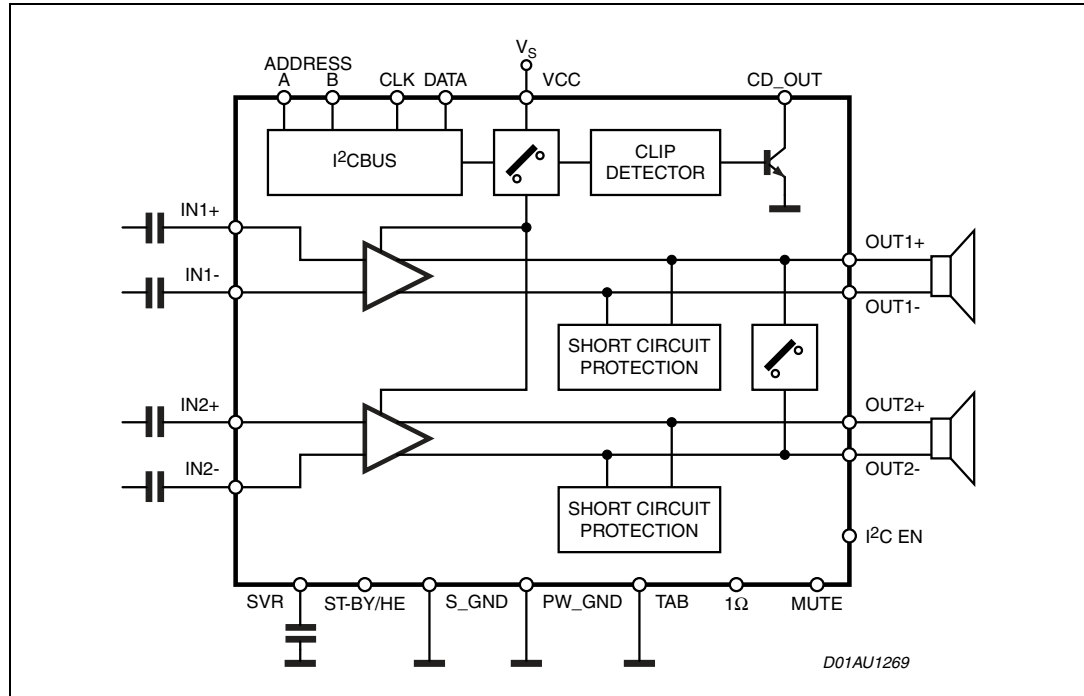 V_S
ADDRESS
A B CLK DATA VCC CD_OUT
I²CBUS
CLIP
DETECTOR
IN1+
OUT1+
IN1-
OUT1-
SHORT CIRCUIT
PROTECTION
IN2+
OUT2+
IN2-
OUT2-
SHORT CIRCUIT
PROTECTION
I²C EN
SVR ST-BY/HE S_GND PW_GND TAB 1Ω MUTE
D01AU1269